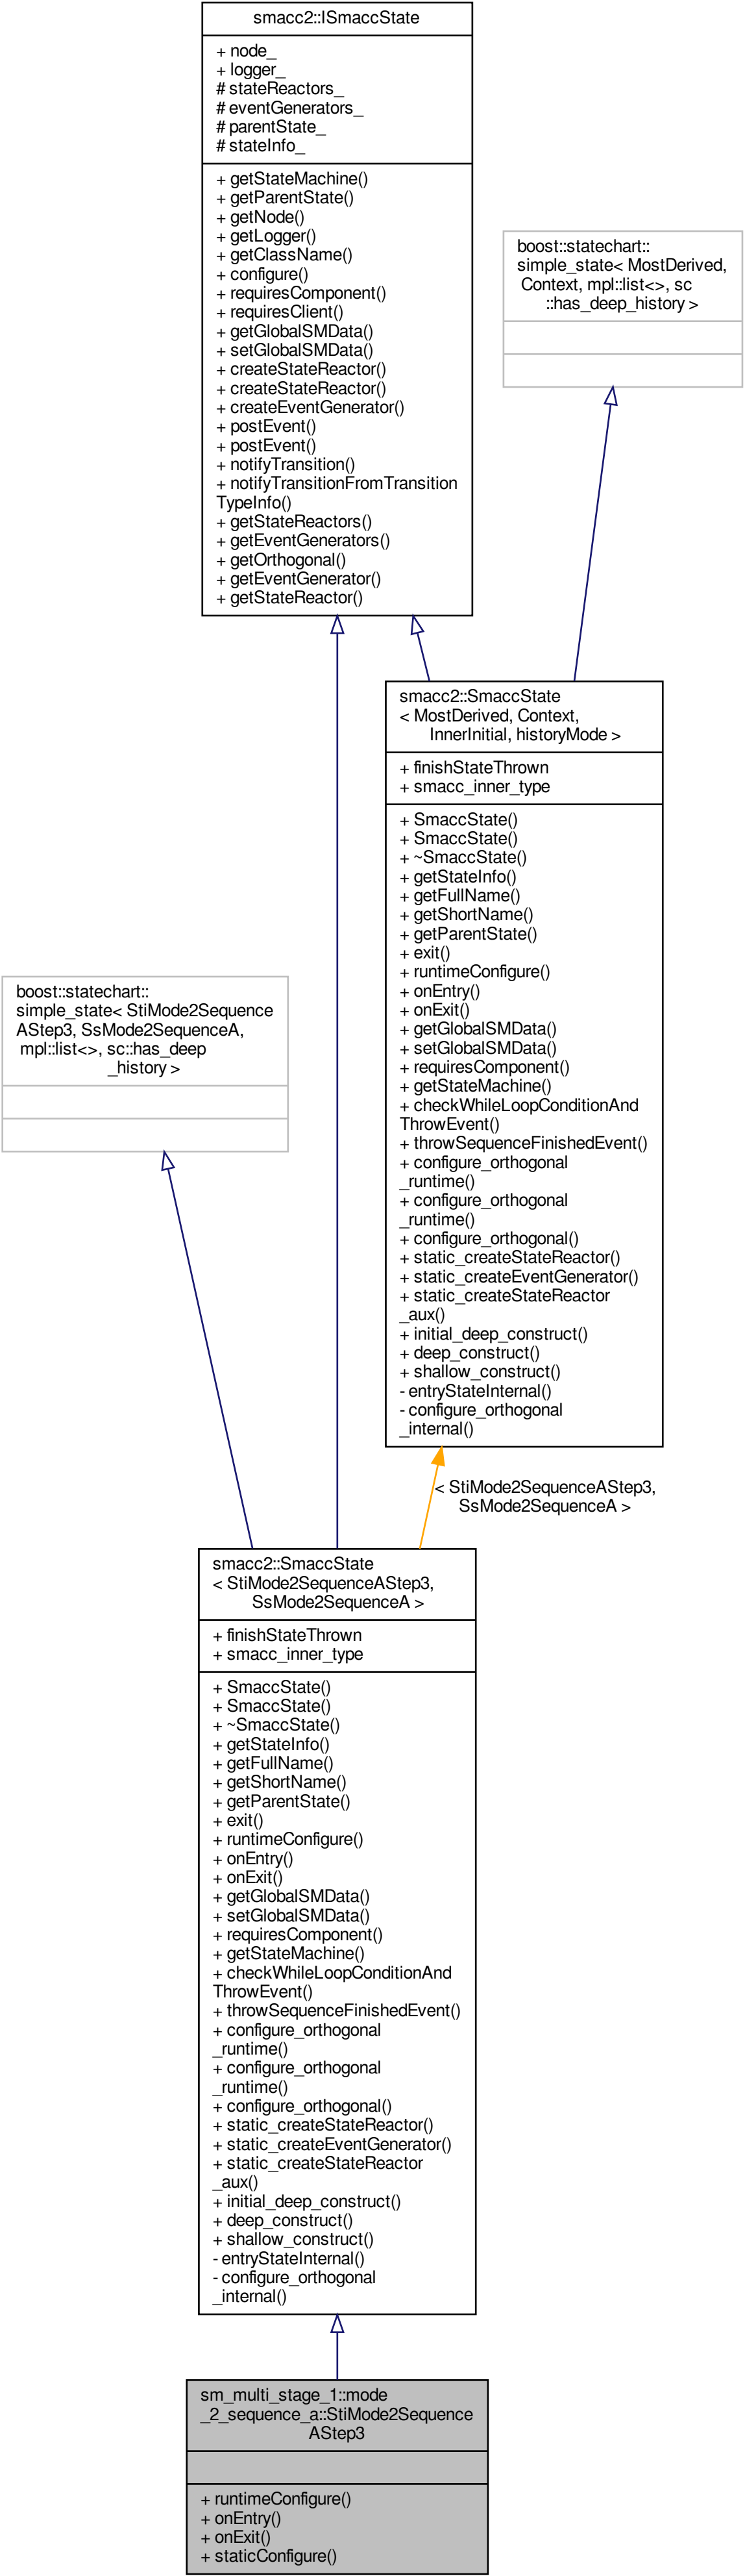 smacc2::ISmaccState
+ node_
+ logger_
# stateReactors_
# eventGenerators_
# parentState_
# stateInfo_
+ getStateMachine()
+ getParentState()
+ getNode()
+ getLogger()
+ getClassName()
+ configure()
+ requiresComponent()
+ requiresClient()
+ getGlobalSMData()
+ setGlobalSMData()
+ createStateReactor()
+ createStateReactor()
+ createEventGenerator()
+ postEvent()
+ postEvent()
+ notifyTransition()
+ notifyTransitionFromTransition
TypeInfo()
+ getStateReactors()
+ getEventGenerators()
+ getOrthogonal()
+ getEventGenerator()
+ getStateReactor()
boost::statechart::
simple_state< MostDerived,
Context, mpl::list<>, sc
::has_deep_history >
smacc2::SmaccState
< MostDerived, Context,
InnerInitial, historyMode >
+ finishStateThrown
+ smacc_inner_type
+ SmaccState()
+ SmaccState()
+ ~SmaccState()
+ getStateInfo()
+ getFullName()
+ getShortName()
+ getParentState()
+ exit()
+ runtimeConfigure()
+ onEntry()
+ onExit()
+ getGlobalSMData()
+ setGlobalSMData()
+ requiresComponent()
+ getStateMachine()
+ checkWhileLoopConditionAnd
ThrowEvent()
+ throwSequenceFinishedEvent()
+ configure_orthogonal
_runtime()
+ configure_orthogonal
_runtime()
+ configure_orthogonal()
+ static_createStateReactor()
+ static_createEventGenerator()
+ static_createStateReactor
_aux()
+ initial_deep_construct()
+ deep_construct()
+ shallow_construct()
- entryStateInternal()
- configure_orthogonal
_internal()
boost::statechart::
simple_state< StiMode2Sequence
AStep3, SsMode2SequenceA,
mpl::list<>, sc::has_deep
_history >
< StiMode2SequenceAStep3,
SsMode2SequenceA >
smacc2::SmaccState
< StiMode2SequenceAStep3,
SsMode2SequenceA >
+ finishStateThrown
+ smacc_inner_type
+ SmaccState()
+ SmaccState()
+ ~SmaccState()
+ getStateInfo()
+ getFullName()
+ getShortName()
+ getParentState()
+ exit()
+ runtimeConfigure()
+ onEntry()
+ onExit()
+ getGlobalSMData()
+ setGlobalSMData()
+ requiresComponent()
+ getStateMachine()
+ checkWhileLoopConditionAnd
ThrowEvent()
+ throwSequenceFinishedEvent()
+ configure_orthogonal
_runtime()
+ configure_orthogonal
_runtime()
+ configure_orthogonal()
+ static_createStateReactor()
+ static_createEventGenerator()
+ static_createStateReactor
_aux()
+ initial_deep_construct()
+ deep_construct()
+ shallow_construct()
- entryStateInternal()
- configure_orthogonal
_internal()
sm_multi_stage_1::mode
_2_sequence_a::StiMode2Sequence
AStep3
+ runtimeConfigure()
+ onEntry()
+ onExit()
+ staticConfigure()